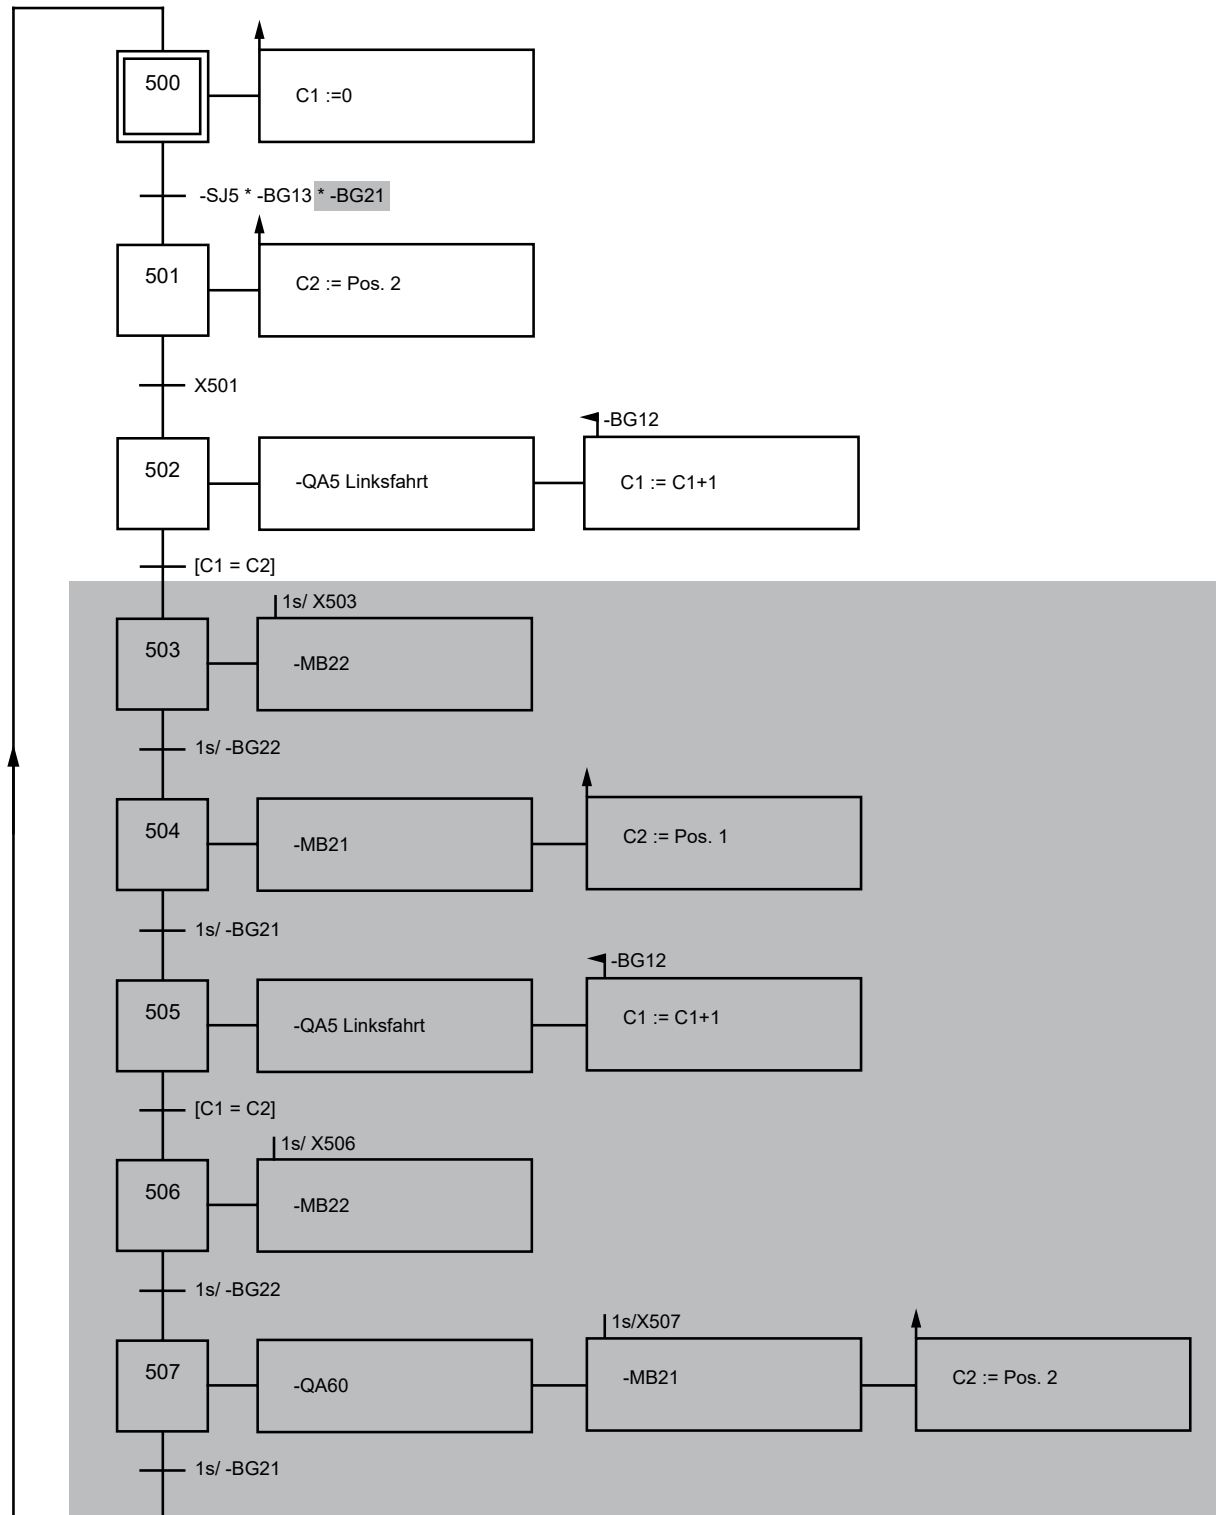 500
C1 :=0
-SJ5 * -BG13 * -BG21
501
C2 := Pos. 2
X501
-BG12
502
-QA5 Linksfahrt
C1 := C1+1
[C1 = C2]
1s/ X503
503
-MB22
1s/ -BG22
504
-MB21
C2 := Pos. 1
1s/ -BG21
-BG12
505
-QA5 Linksfahrt
C1 := C1+1
[C1 = C2]
1s/ X506
506
-MB22
1s/ -BG22
1s/X507
507
-QA60
-MB21
C2 := Pos. 2
1s/ -BG21